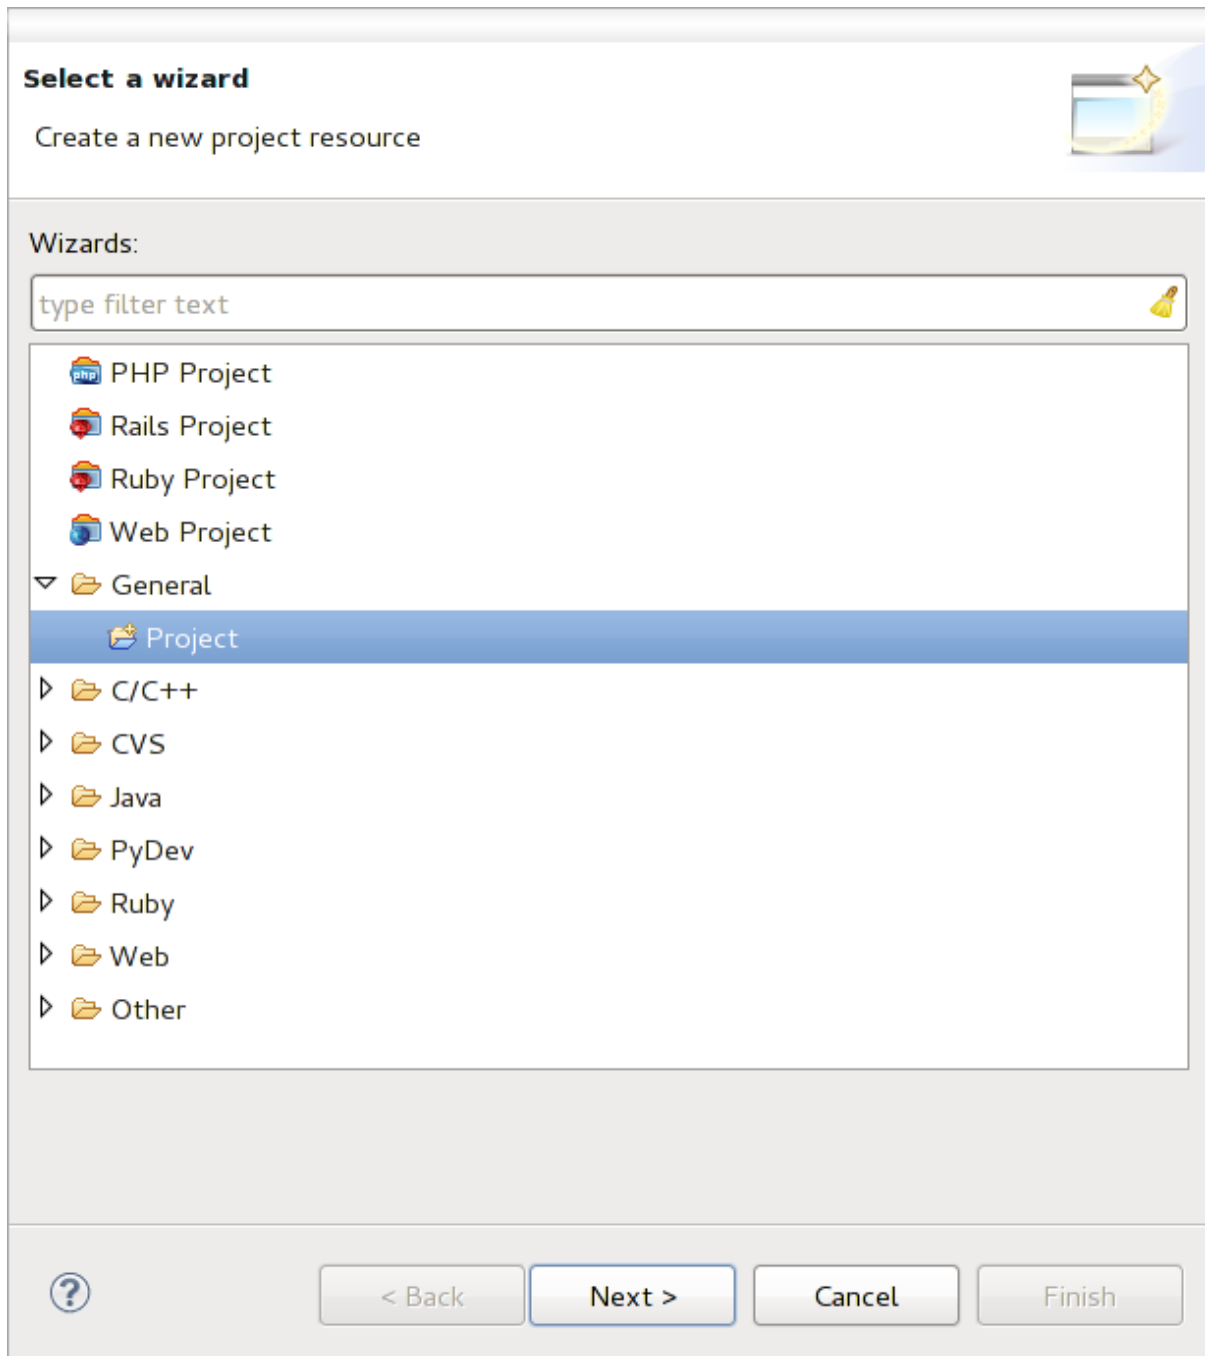 Select a wizard
Create a new project resource
Wizards:
type filter text
PHP Project
Rails Project
Ruby Project
Web Project
General
Project
C/C++
CVS
Java
PyDev
Ruby
Web
Other
< Back Next > Cancel Finish